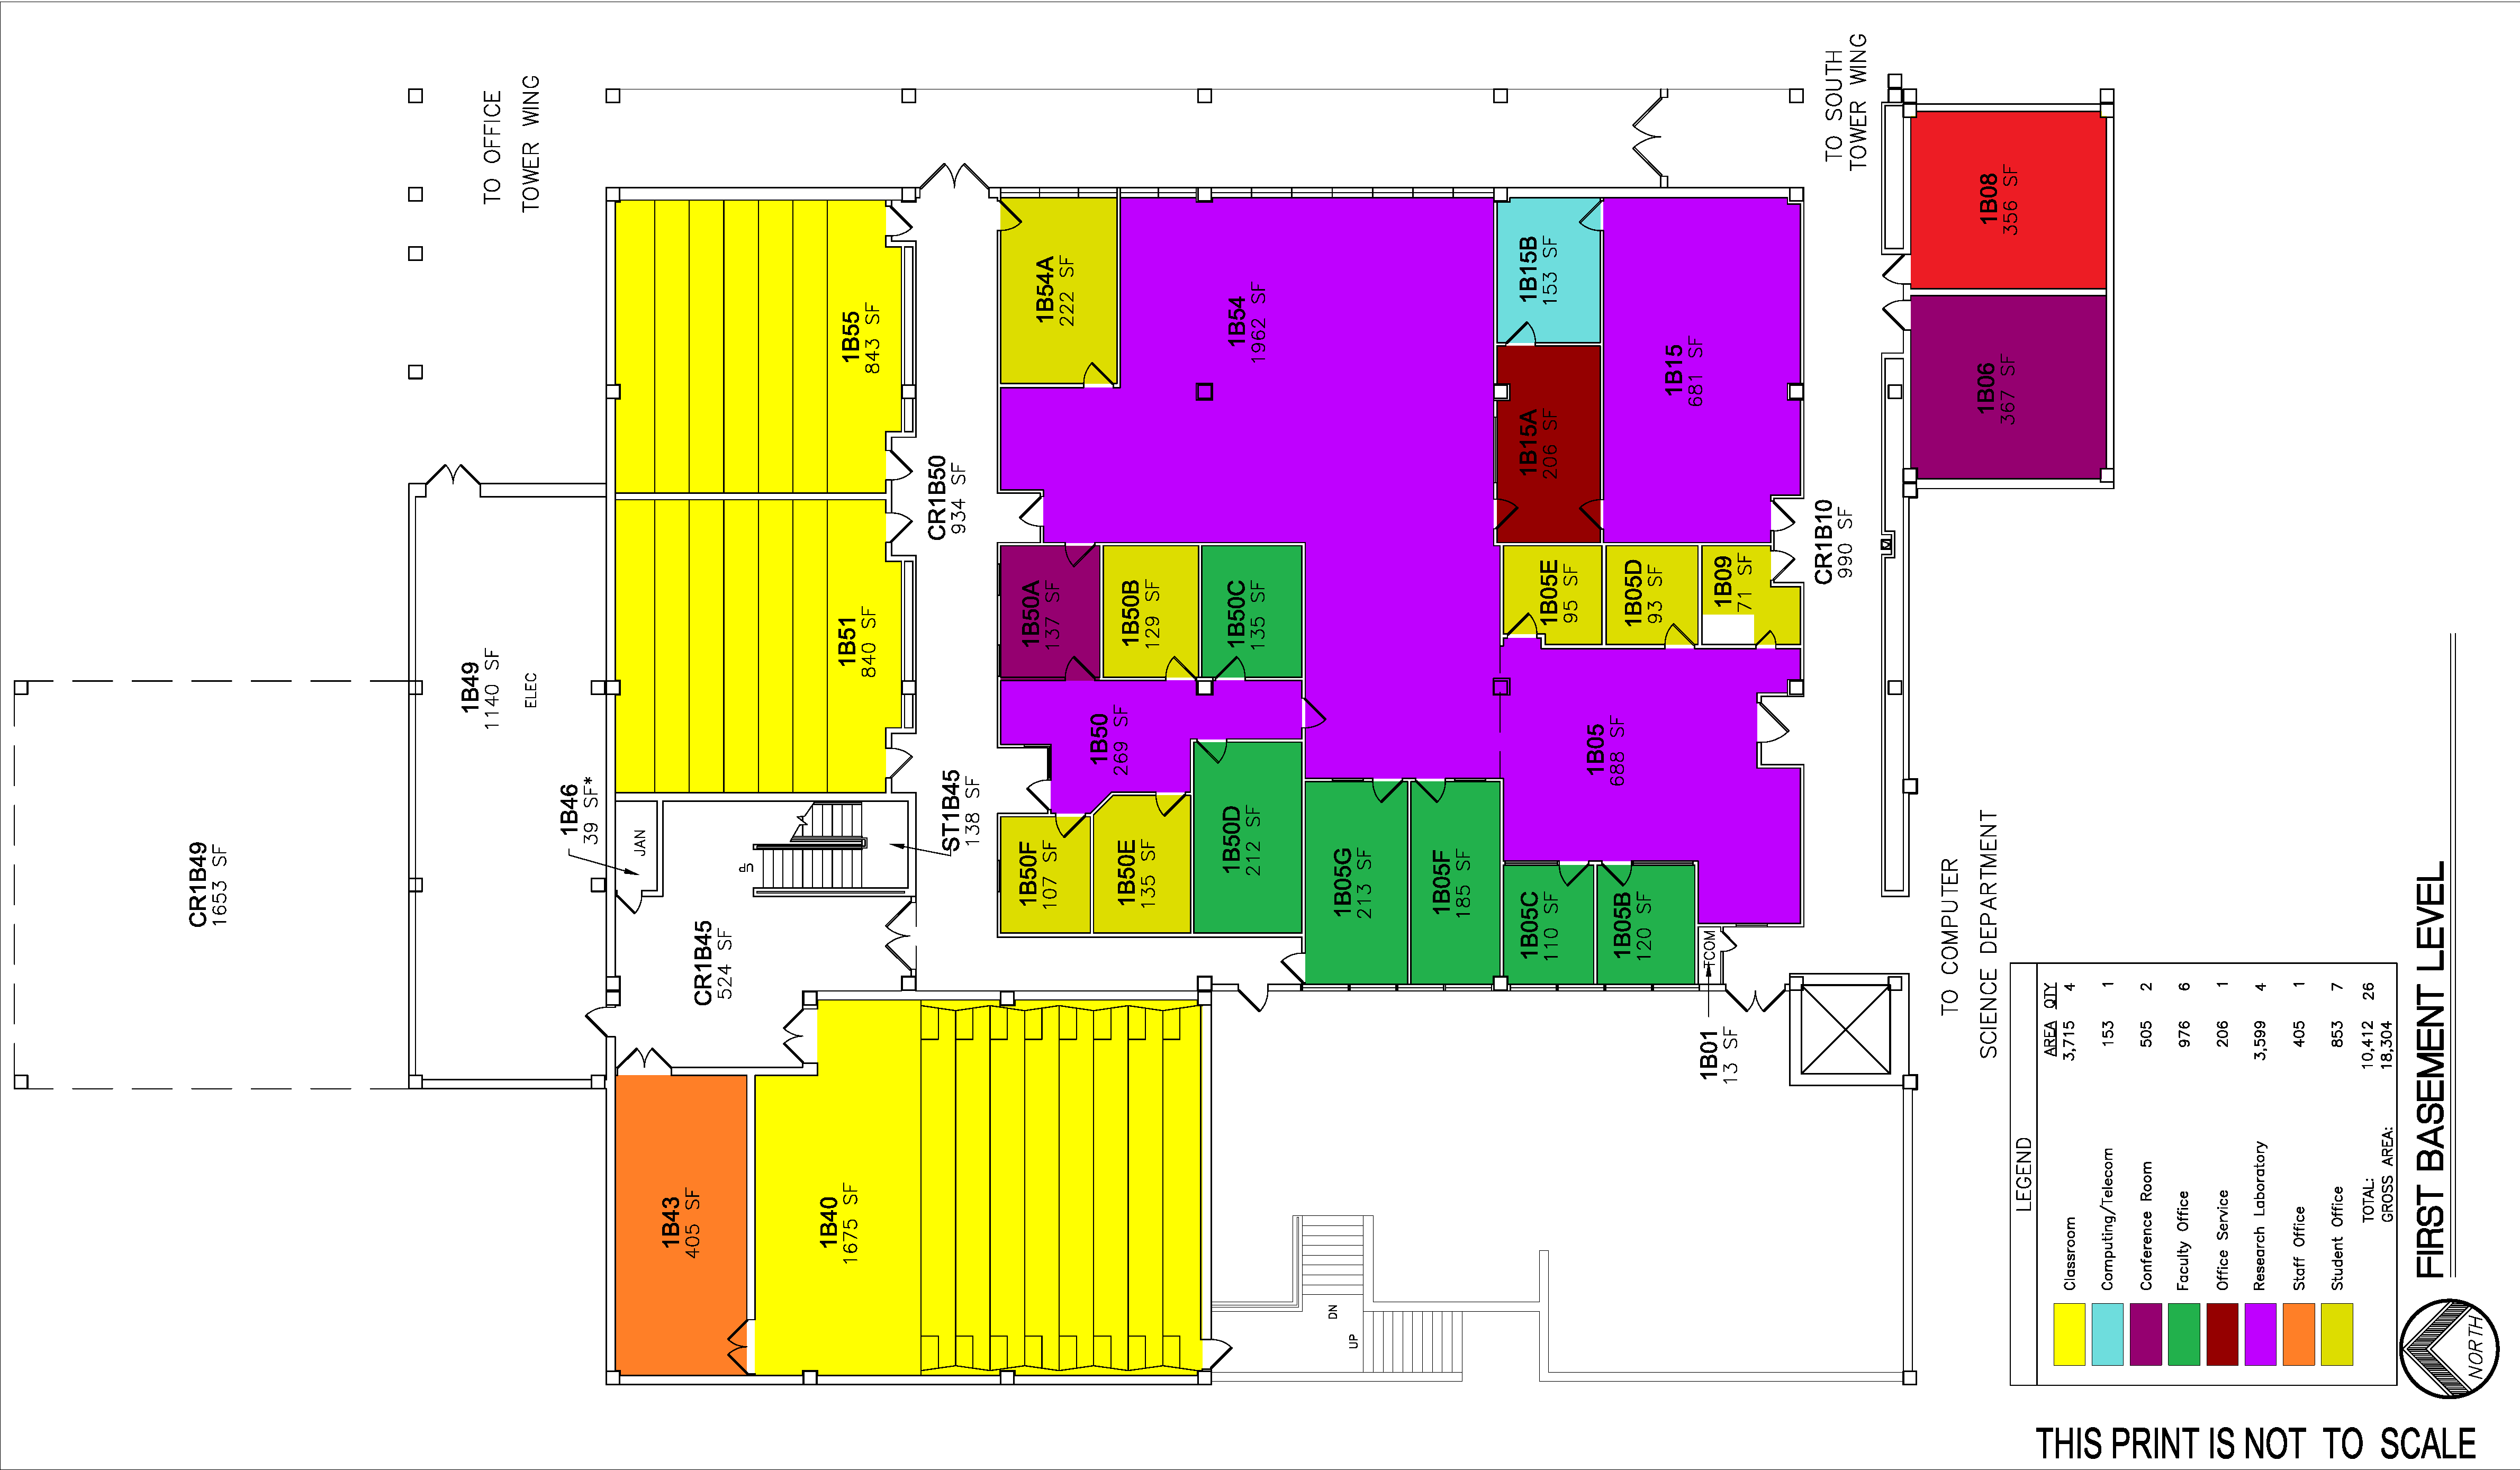 TO OFFICE
TOWER WING
TO SOUTH
TOWER WING
1B08
356 SF
1B06
367 SF
1B55
843 SF
1B54A
222 SF
1B54
1962 SF
1B15B
153 SF
1B15
681 SF
1B15A
206 SF
CR1B50
934 SF
CR1B10
990 SF
1B51
840 SF
1B50A
137 SF
1B50B
129 SF
1B50C
135 SF
1B05E
95 SF
1B05D
93 SF
1B09
71 SF
1B49
1140 SF
ELEC
1B50
269 SF
1B05
688 SF
1B46
39 SF*
JAN
UP
ST1B45
138 SF
CR1B49
1653 SF
1B50F
107 SF
1B50E
135 SF
1B50D
212 SF
1B05G
213 SF
1B05F
185 SF
1B05C
110 SF
1B05B
120 SF
TCOM
1B01
13 SF
CR1B45
524 SF
1B43
405 SF
1B40
1675 SF
DN
UP
TO COMPUTER
SCIENCE DEPARTMENT
LEGEND
AREA QTY
Classroom 3,715 4
Computing/Telecom 153 1
Conference Room 505 2
Faculty Office 976 6
Office Service 206 1
Research Laboratory 3,599 4
Staff Office 405 1
Student Office 853 7
TOTAL: 10,412 26
GROSS AREA: 18,304
FIRST BASEMENT LEVEL
NORTH
THIS PRINT IS NOT TO SCALE